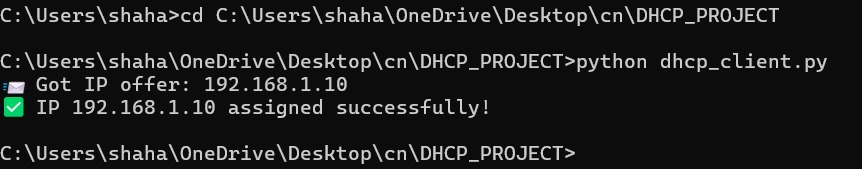 C:\Users\shaha>cd C:\Users\shaha\OneDrive\Desktop\cn\DHCP_PROJECT
C:\Users\shaha\OneDrive\Desktop\cn\DHCP_PROJECT>python dhcp_client.py
📨 Got IP offer: 192.168.1.10
✅ IP 192.168.1.10 assigned successfully!
C:\Users\shaha\OneDrive\Desktop\cn\DHCP_PROJECT>